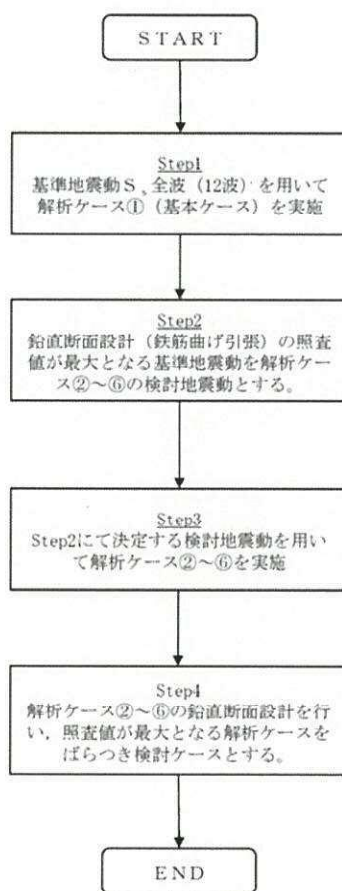 START
Step1
基準地震動Ｓｓ全波（12波）を用いて
解析ケース①（基本ケース）を実施
Step2
鉛直断面設計（鉄筋曲げ引張）の照査
値が最大となる基準地震動を解析ケー
ス②～⑥の検討地震動とする。
Step3
Step2にて決定する検討地震動を用い
て解析ケース②～⑥を実施
Step4
解析ケース②～⑥の鉛直断面設計を行
い，照査値が最大となる解析ケースを
ばらつき検討ケースとする。
END